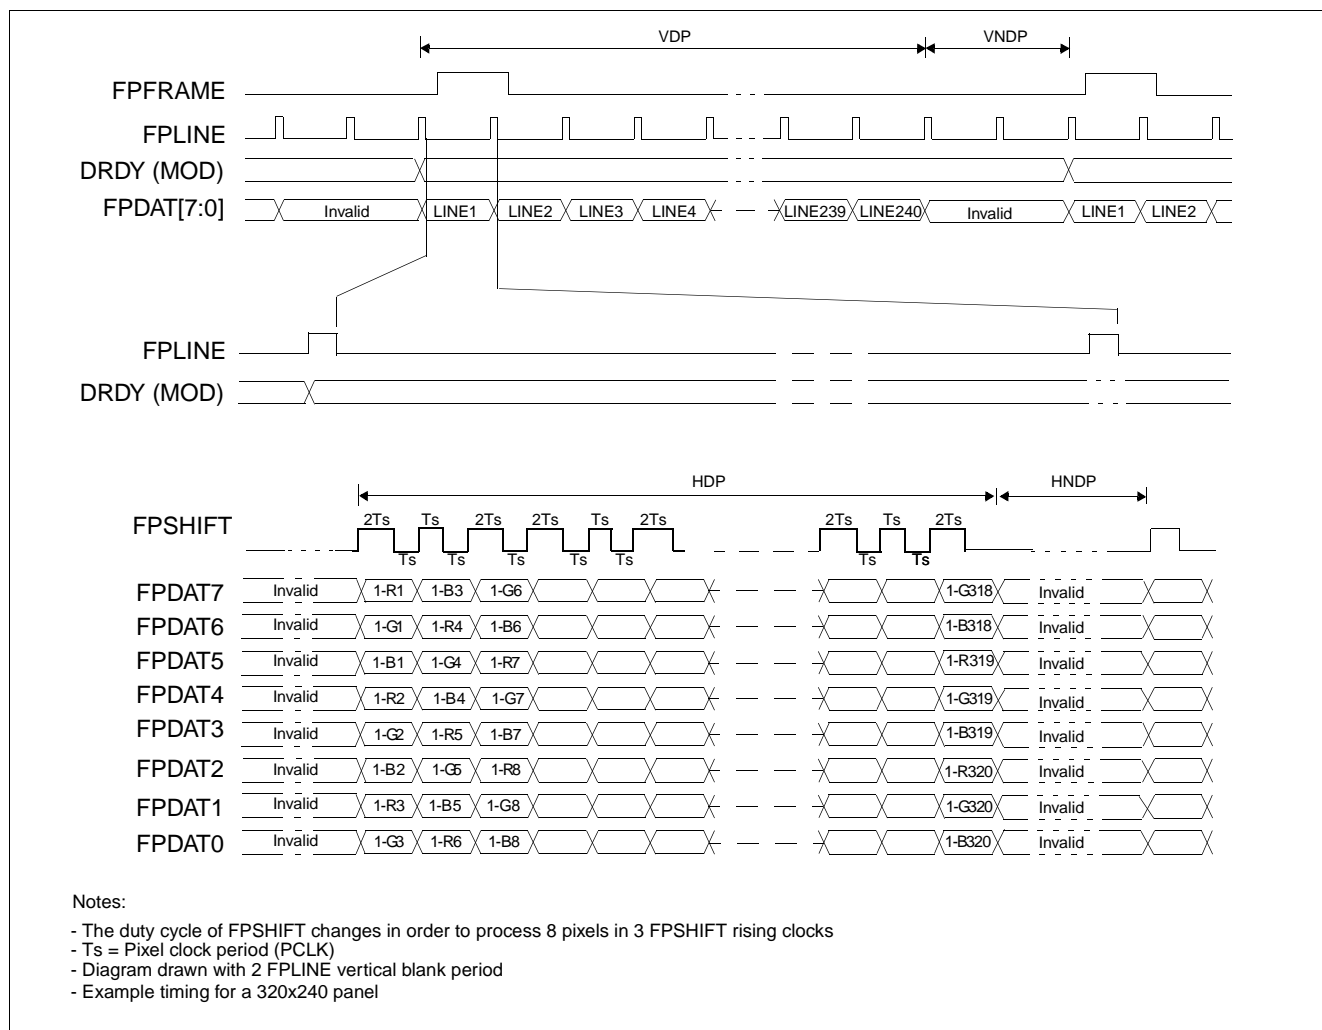 VDP VNDP
FPFRAME
FPLINE
DRDY (MOD)
FPDAT[7:0] Invalid LINE1 LINE2 LINE3 LINE4 LINE239 LINE240 Invalid LINE1 LINE2
FPLINE
DRDY (MOD)
HDP HNDP
FPSHIFT 2Ts Ts 2Ts 2Ts Ts 2Ts 2Ts Ts 2Ts
Ts Ts Ts Ts Ts Ts Ts
FPDAT7 Invalid 1-R1 1-B3 1-G6 1-G318 Invalid
FPDAT6 Invalid 1-G1 1-R4 1-B6 1-B318 Invalid
FPDAT5 Invalid 1-B1 1-G4 1-R7 1-R319 Invalid
FPDAT4 Invalid 1-R2 1-B4 1-G7 1-G319 Invalid
FPDAT3 Invalid 1-G2 1-R5 1-B7 1-B319 Invalid
FPDAT2 Invalid 1-B2 1-G5 1-R8 1-R320 Invalid
FPDAT1 Invalid 1-R3 1-B5 1-G8 1-G320 Invalid
FPDAT0 Invalid 1-G3 1-R6 1-B8 1-B320 Invalid
Notes:
- The duty cycle of FPSHIFT changes in order to process 8 pixels in 3 FPSHIFT rising clocks
- Ts = Pixel clock period (PCLK)
- Diagram drawn with 2 FPLINE vertical blank period
- Example timing for a 320x240 panel